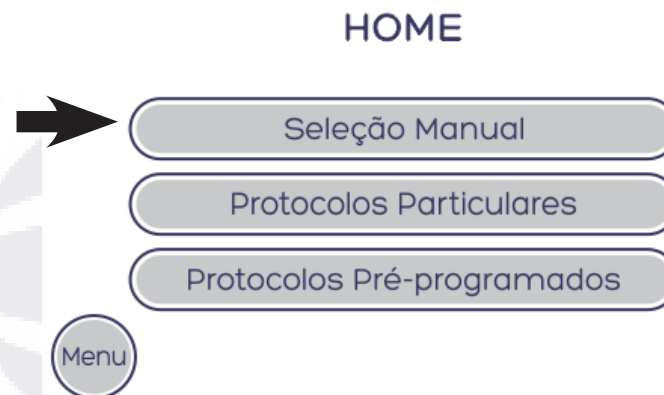 HOME
Seleção Manual
Protocolos Particulares
Protocolos Pré-programados
Menu